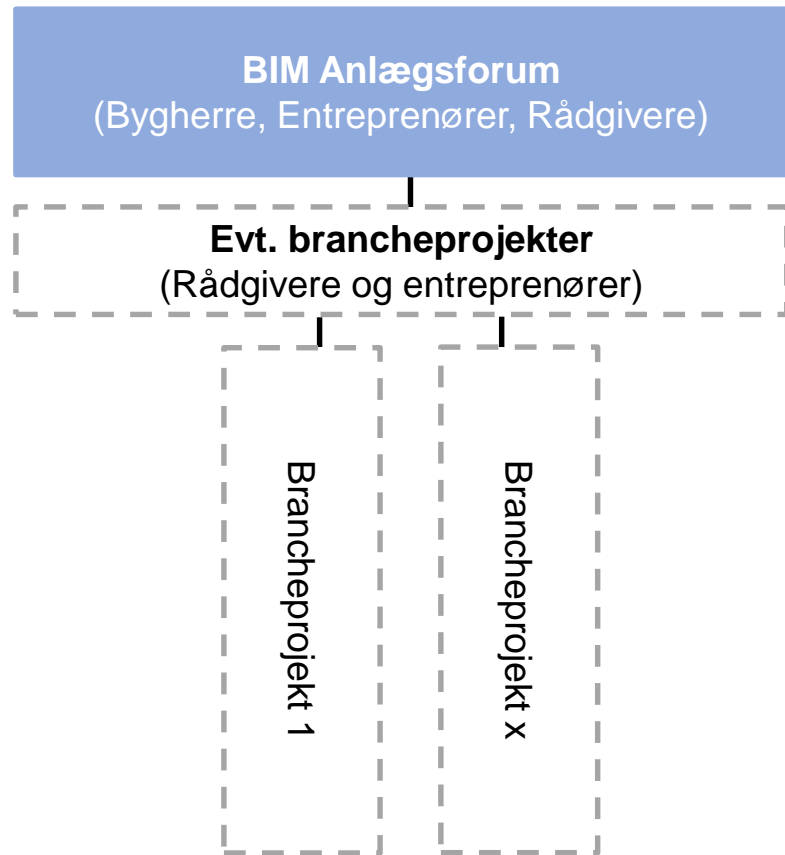 BIM Anlægsforum
(Bygherre, Entreprenører, Rådgivere)
Evt. brancheprojekter
(Rådgivere og entreprenører)
Brancheprojekt 1
Brancheprojekt x